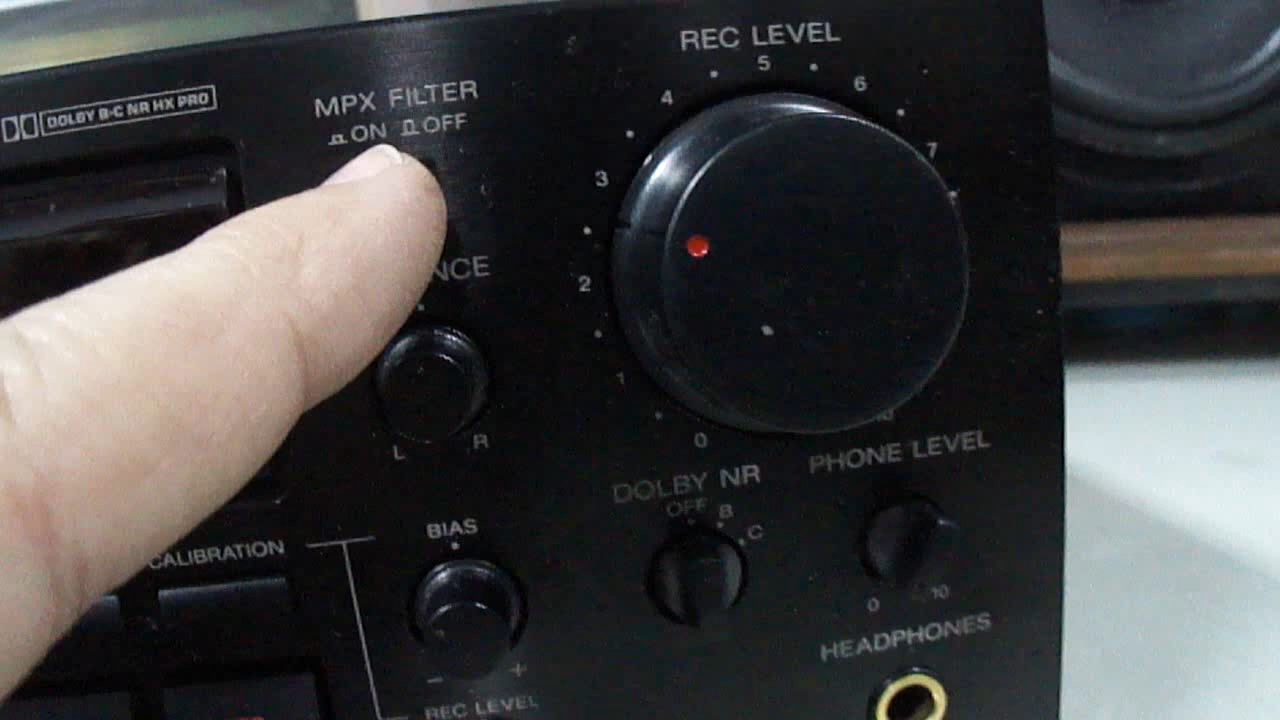 DOLBY B-C NR HX PRO
MPX FILTER
ON OFF
REC LEVEL
0 1 2 3 4 5 6 7 10
L R
DOLBY NR
OFF B C
PHONE LEVEL
0 10
CALIBRATION
BIAS
- +
REC LEVEL
HEADPHONES